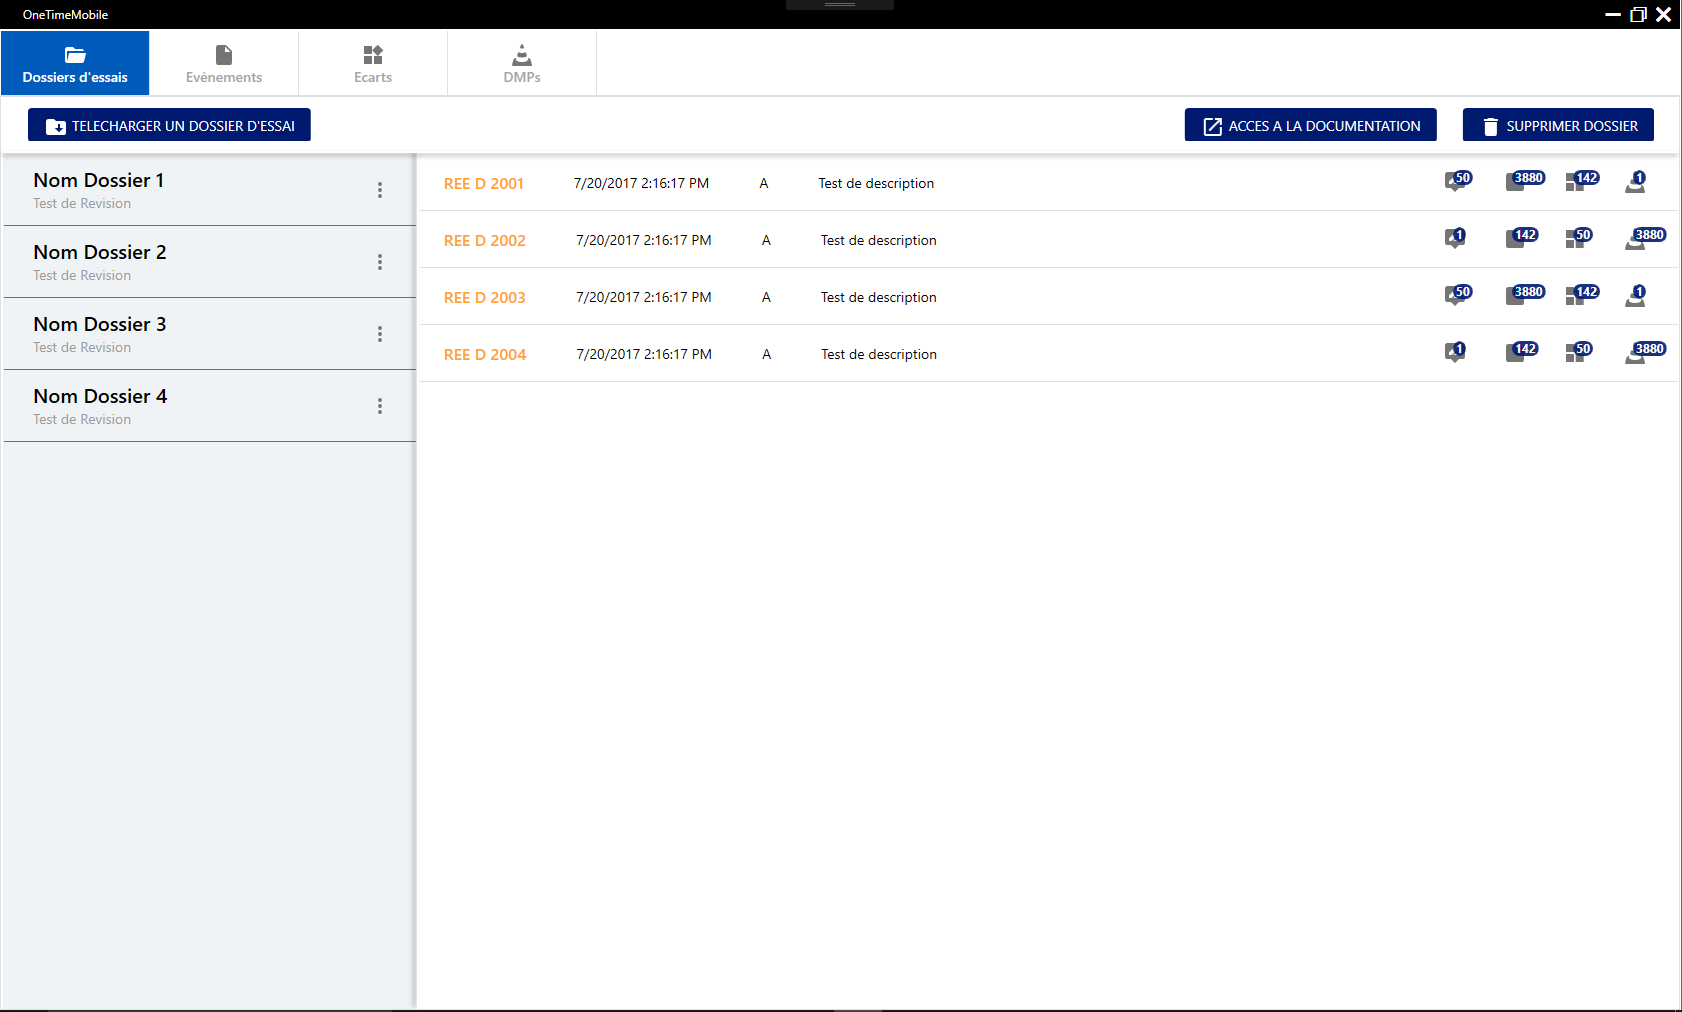 OneTimeMobile
Dossiers d'essais
Evènements
Ecarts
DMPs
TELECHARGER UN DOSSIER D'ESSAI
ACCES A LA DOCUMENTATION
SUPPRIMER DOSSIER
Nom Dossier 1
Test de Revision
Nom Dossier 2
Test de Revision
Nom Dossier 3
Test de Revision
Nom Dossier 4
Test de Revision
REE D 2001 7/20/2017 2:16:17 PM A Test de description 50 3880 142 1
REE D 2002 7/20/2017 2:16:17 PM A Test de description 1 142 50 3880
REE D 2003 7/20/2017 2:16:17 PM A Test de description 50 3880 142 1
REE D 2004 7/20/2017 2:16:17 PM A Test de description 1 142 50 3880